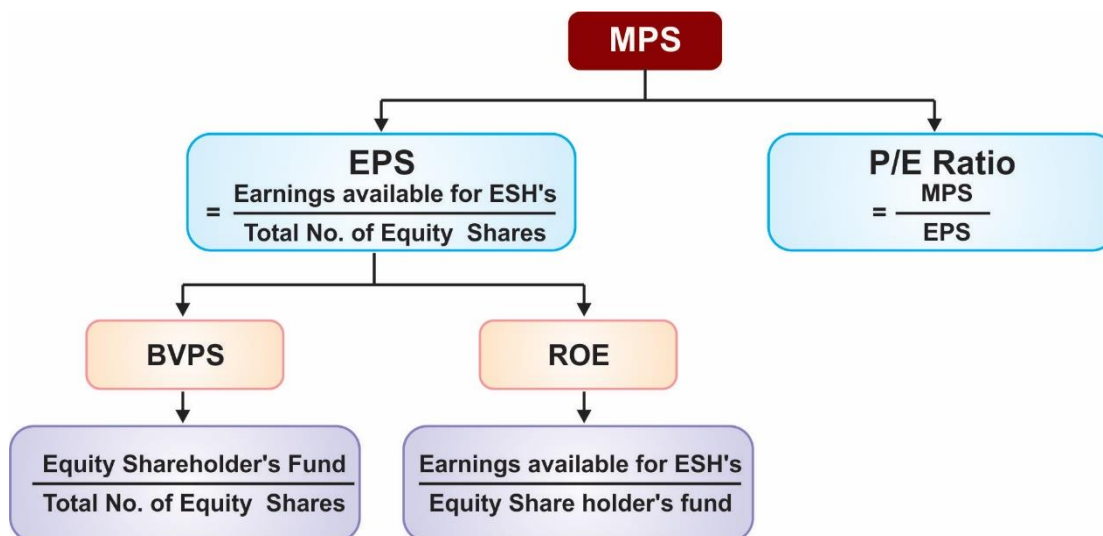 MPS
EPS
= Earnings available for ESH's
Total No. of Equity Shares
P/E Ratio
= MPS
EPS
BVPS
ROE
Equity Shareholder's Fund
Total No. of Equity Shares
Earnings available for ESH's
Equity Share holder's fund